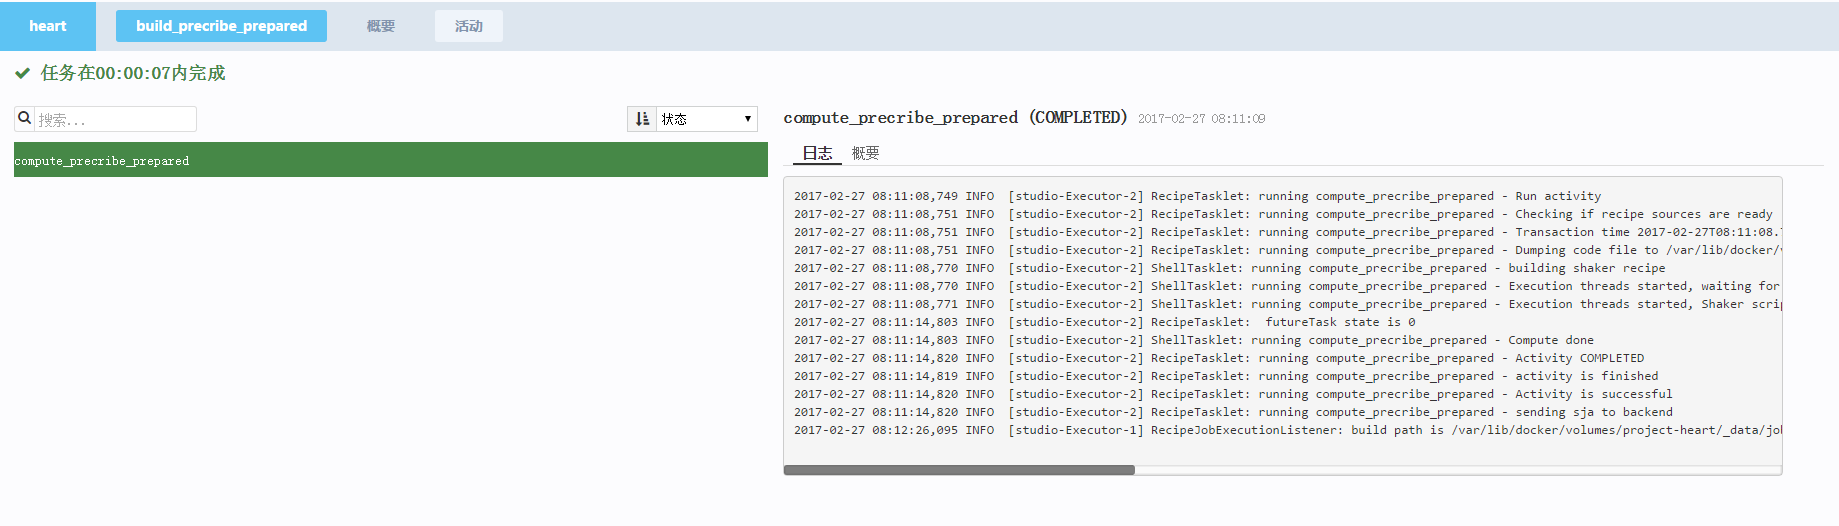 heart build_precribe_prepared 概要 活动
任务在00:00:07内完成
搜索...
状态
compute_precribe_prepared
compute_precribe_prepared (COMPLETED) 2017-02-27 08:11:09
日志 概要
2017-02-27 08:11:08,749 INFO [studio-Executor-2] RecipeTasklet: running compute_precribe_prepared - Run activity
2017-02-27 08:11:08,751 INFO [studio-Executor-2] RecipeTasklet: running compute_precribe_prepared - Checking if recipe sources are ready
2017-02-27 08:11:08,751 INFO [studio-Executor-2] RecipeTasklet: running compute_precribe_prepared - Transaction time 2017-02-27T08:11:08.
2017-02-27 08:11:08,751 INFO [studio-Executor-2] RecipeTasklet: running compute_precribe_prepared - Dumping code file to /var/lib/docker/
2017-02-27 08:11:08,770 INFO [studio-Executor-2] ShellTasklet: running compute_precribe_prepared - building shaker recipe
2017-02-27 08:11:08,770 INFO [studio-Executor-2] ShellTasklet: running compute_precribe_prepared - Execution threads started, waiting for
2017-02-27 08:11:08,771 INFO [studio-Executor-2] ShellTasklet: running compute_precribe_prepared - Execution threads started, Shaker scrip
2017-02-27 08:11:14,803 INFO [studio-Executor-2] RecipeTasklet: futureTask state is 0
2017-02-27 08:11:14,803 INFO [studio-Executor-2] ShellTasklet: running compute_precribe_prepared - Compute done
2017-02-27 08:11:14,820 INFO [studio-Executor-2] RecipeTasklet: running compute_precribe_prepared - Activity COMPLETED
2017-02-27 08:11:14,819 INFO [studio-Executor-2] RecipeTasklet: running compute_precribe_prepared - activity is finished
2017-02-27 08:11:14,820 INFO [studio-Executor-2] RecipeTasklet: running compute_precribe_prepared - Activity is successful
2017-02-27 08:11:14,820 INFO [studio-Executor-2] RecipeTasklet: running compute_precribe_prepared - sending sja to backend
2017-02-27 08:12:26,095 INFO [studio-Executor-1] RecipeJobExecutionListener: build path is /var/lib/docker/volumes/project-heart/_data/jo